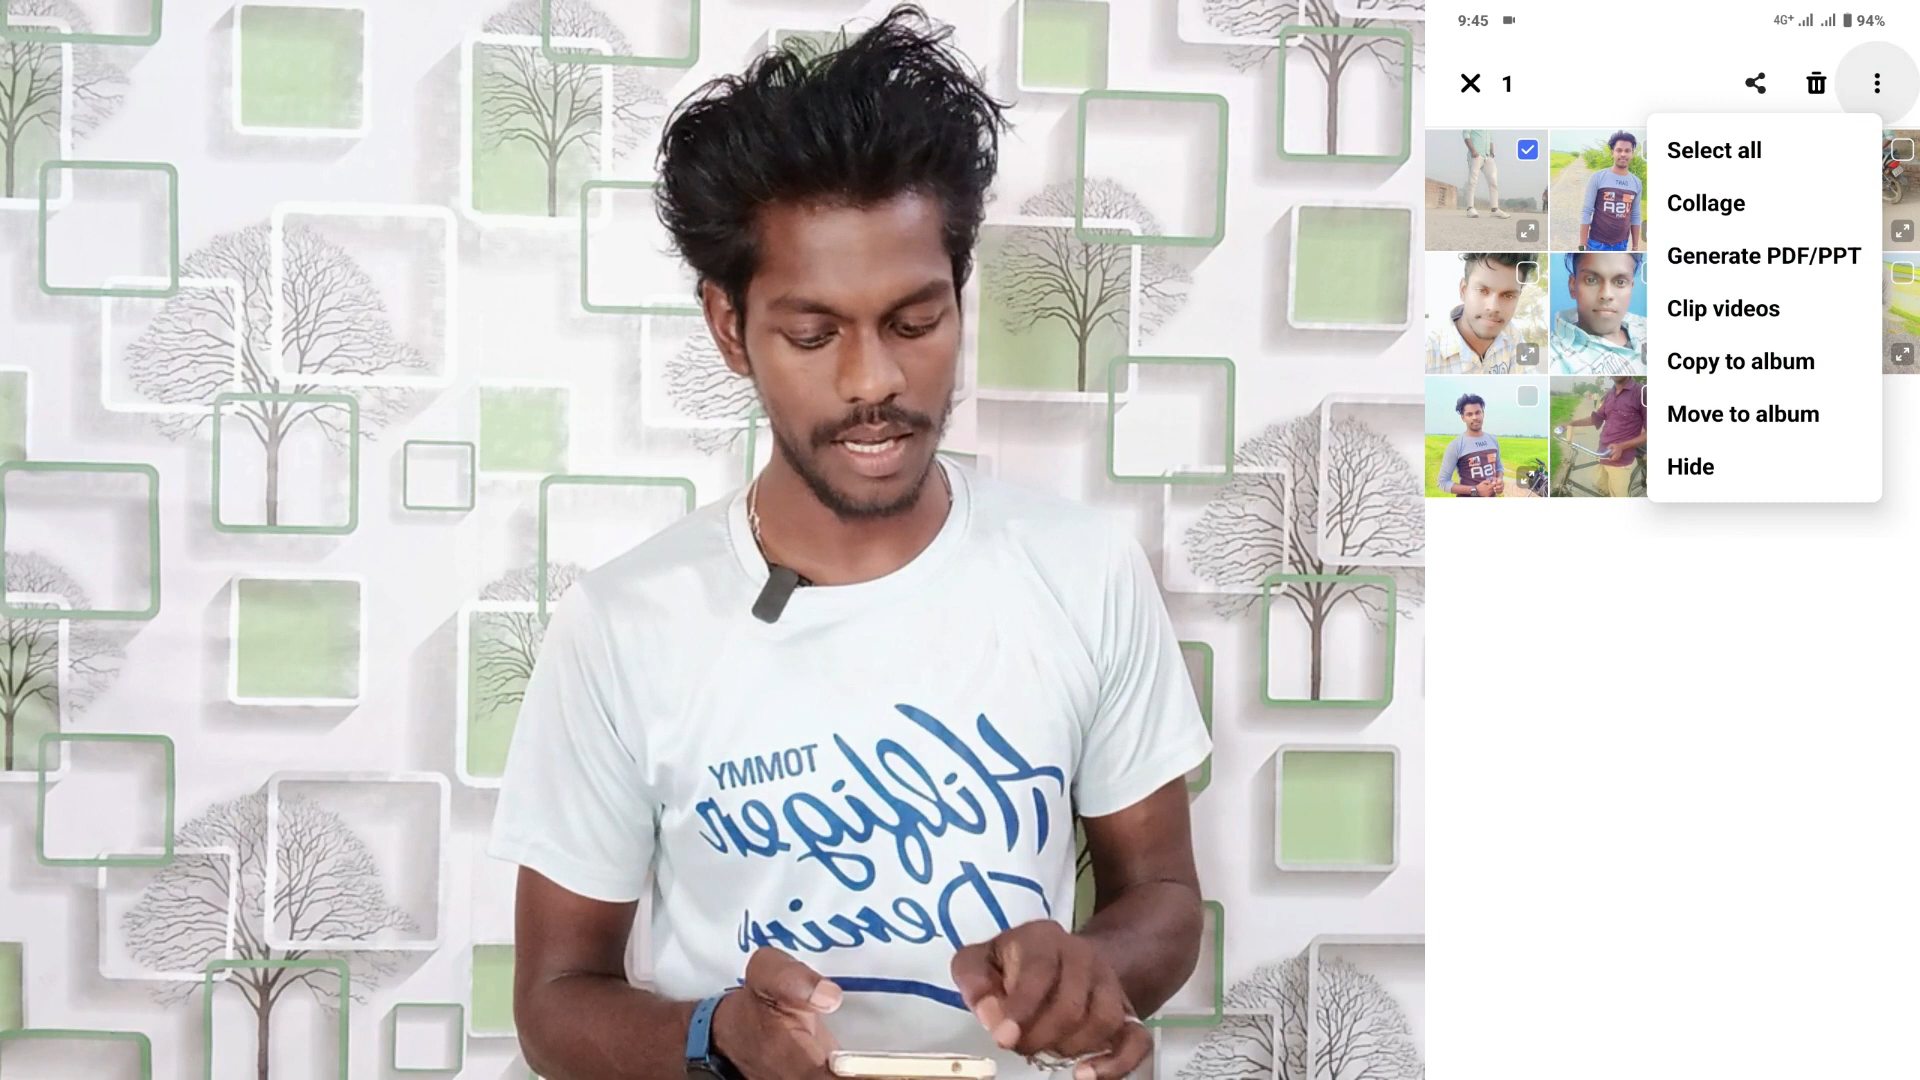 9:45 4G+ 94%
1
Select all
Collage
Generate PDF/PPT
Clip videos
Copy to album
Move to album
Hide
TOMMY
Hilfiger
Denim